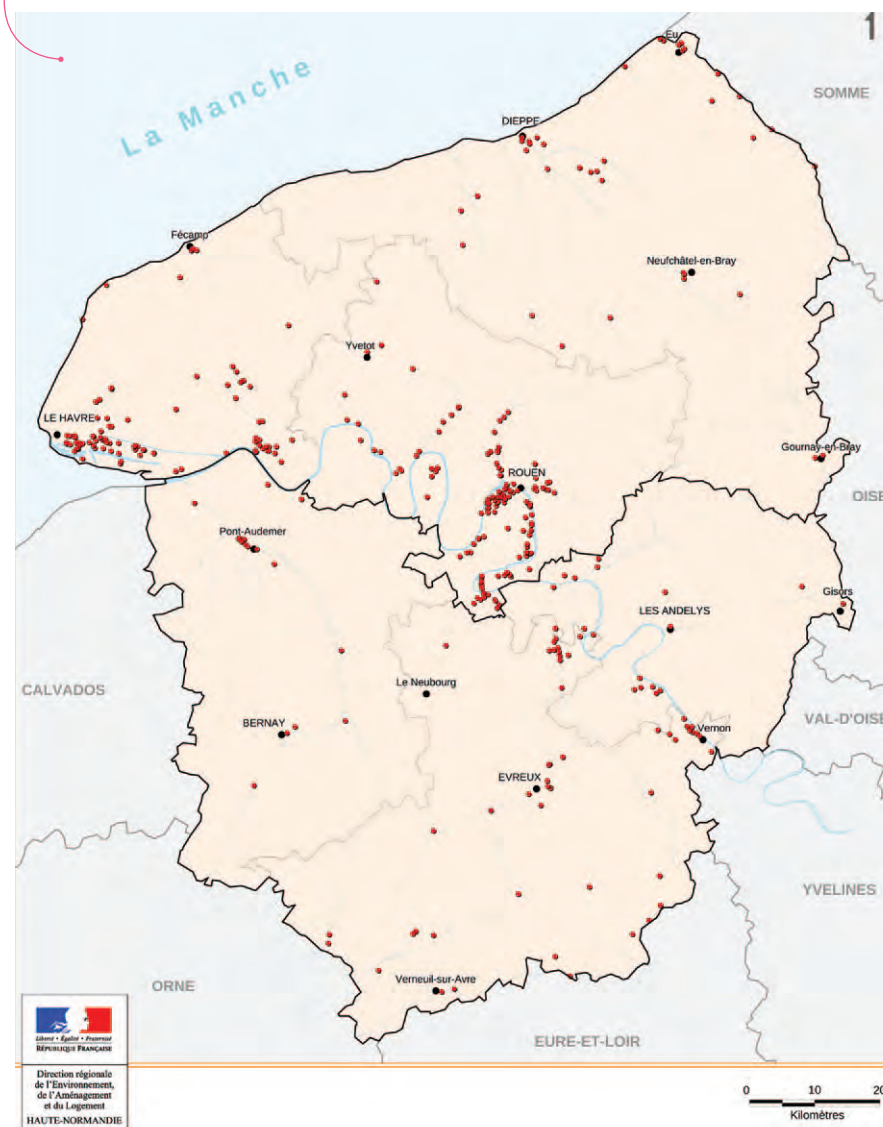 1
La Manche
Eu
SOMME
DIEPPE
Fécamp
Neufchâtel-en-Bray
Yvetot
LE HAVRE
Gournay-en-Bray
ROUEN
OISE
Pont-Audemer
Gisors
LES ANDELYS
CALVADOS
Le Neubourg
VAL-D'OISE
BERNAY
Vernon
EVREUX
YVELINES
ORNE
Verneuil-sur-Avre
EURE-ET-LOIR
Liberté • Égalité • Fraternité
RÉPUBLIQUE FRANÇAISE
Direction régionale
de l'Environnement,
de l'Aménagement
et du Logement
HAUTE-NORMANDIE
0 10 20
Kilomètres